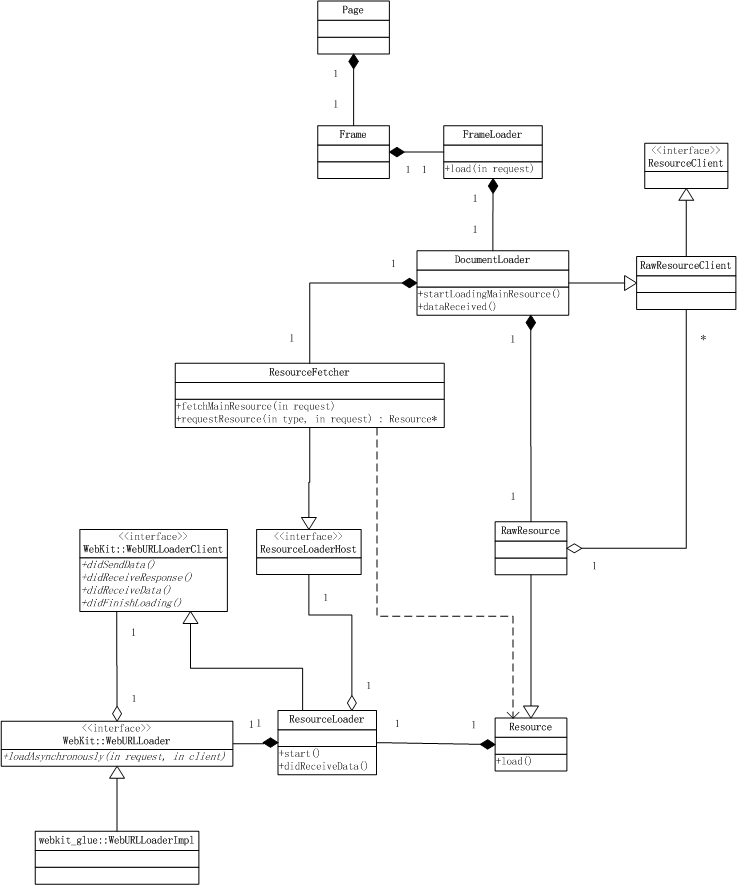 Page
1
1
Frame
FrameLoader
+load(in request)
1 1
<<interface>>
ResourceClient
1
1
DocumentLoader
+startLoadingMainResource()
+dataReceived()
RawResourceClient
1
1
1
*
ResourceFetcher
+fetchMainResource(in request)
+requestResource(in type, in request) : Resource*
1
RawResource
1
<<interface>>
WebKit::WebURLLoaderClient
+didSendData()
+didReceiveResponse()
+didReceiveData()
+didFinishLoading()
<<interface>>
ResourceLoaderHost
1
1
1
1
<<interface>>
WebKit::WebURLLoader
+loadAsynchronously(in request, in client)
1 1
ResourceLoader
+start()
+didReceiveData()
1
1
Resource
+load()
webkit_glue::WebURLLoaderImpl